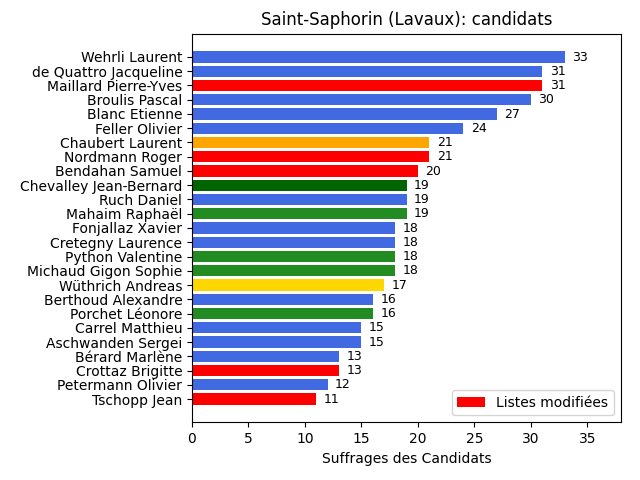 Saint-Saphorin (Lavaux): candidats
Wehrli Laurent 33
de Quattro Jacqueline 31
Maillard Pierre-Yves 31
Broulis Pascal 30
Blanc Etienne 27
Feller Olivier 24
Chaubert Laurent 21
Nordmann Roger 21
Bendahan Samuel 20
Chevalley Jean-Bernard 19
Ruch Daniel 19
Mahaim Raphaël 19
Fonjallaz Xavier 18
Cretegny Laurence 18
Python Valentine 18
Michaud Gigon Sophie 18
Wüthrich Andreas 17
Berthoud Alexandre 16
Porchet Léonore 16
Carrel Matthieu 15
Aschwanden Sergei 15
Bérard Marlène 13
Crottaz Brigitte 13
Petermann Olivier 12
Tschopp Jean 11
Listes modifiées
0 5 10 15 20 25 30 35
Suffrages des Candidats